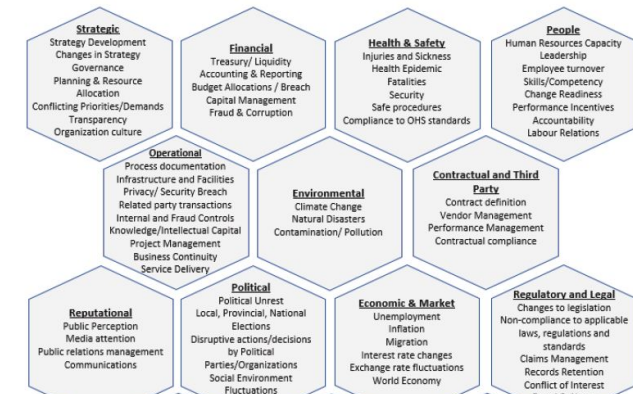 Strategic
Strategy Development
Changes in Strategy
Governance
Planning & Resource
Allocation
Conflicting Priorities/Demands
Transparency
Organization culture
Financial
Treasury/ Liquidity
Accounting & Reporting
Budget Allocations / Breach
Capital Management
Fraud & Corruption
Health & Safety
Injuries and Sickness
Health Epidemic
Fatalities
Security
Safe procedures
Compliance to OHS standards
People
Human Resources Capacity
Leadership
Employee turnover
Skills/Competency
Change Readiness
Performance Incentives
Accountability
Labour Relations
Operational
Process documentation
Infrastructure and Facilities
Privacy/ Security Breach
Related party transactions
Internal and Fraud Controls
Knowledge/Intellectual Capital
Project Management
Business Continuity
Service Delivery
Environmental
Climate Change
Natural Disasters
Contamination/ Pollution
Contractual and Third
Party
Contract definition
Vendor Management
Performance Management
Contractual compliance
Reputational
Public Perception
Media attention
Public relations management
Communications
Political
Political Unrest
Local, Provincial, National
Elections
Disruptive actions/decisions
by Political
Parties/Organizations
Social Environment
Fluctuations
Economic & Market
Unemployment
Inflation
Migration
Interest rate changes
Exchange rate fluctuations
World Economy
Regulatory and Legal
Changes to legislation
Non-compliance to applicable
laws, regulations and
standards
Claims Management
Records Retention
Conflict of Interest